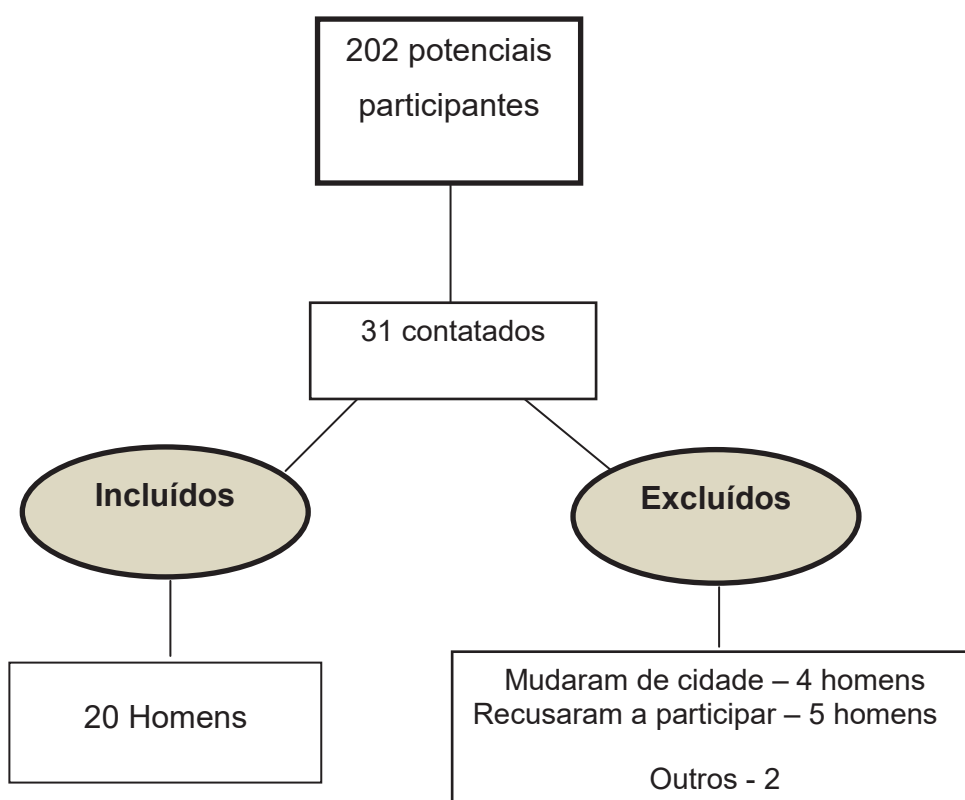 202 potenciais
participantes
31 contatados
Incluídos
Excluídos
20 Homens
Mudaram de cidade – 4 homens
Recusaram a participar – 5 homens
Outros - 2